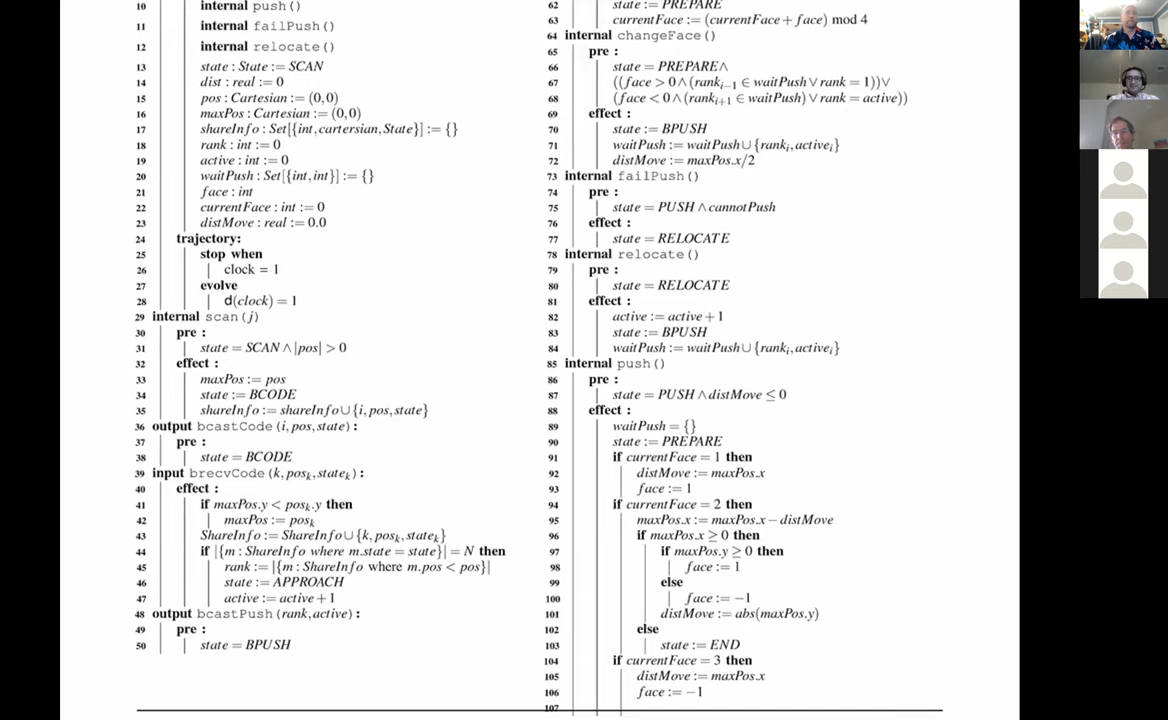 10 internal push()
11 internal failPush()
12 internal relocate()
13 state : State := SCAN
14 dist : real := 0
15 pos : Cartesian := (0,0)
16 maxPos : Cartesian := (0,0)
17 shareInfo : Set[{int,cartersian,State}] := {}
18 rank : int := 0
19 active : int := 0
20 waitPush : Set[{int,int}] := {}
21 face : int
22 currentFace : int := 0
23 distMove : real := 0.0
24 trajectory:
25 stop when
26 clock = 1
27 evolve
28 d(clock) = 1
29 internal scan(j)
30 pre :
31 state = SCAN ∧ |pos| > 0
32 effect :
33 maxPos := pos
34 state := BCODE
35 shareInfo := shareInfo ∪ {i, pos, state}
36 output bcastCode(i, pos, state) :
37 pre :
38 state = BCODE
39 input brecvCode(k, posₖ, stateₖ) :
40 effect :
41 if maxPos.y < posₖ.y then
42 maxPos := posₖ
43 ShareInfo := ShareInfo ∪ {k, posₖ, stateₖ}
44 if |{m : ShareInfo where m.state = state}| = N then
45 rank := |{m : ShareInfo where m.pos < pos}|
46 state := APPROACH
47 active := active + 1
48 output bcastPush(rank, active) :
49 pre :
50 state = BPUSH
62 state := PREPARE
63 currentFace := (currentFace + face) mod 4
64 internal changeFace()
65 pre :
66 state = PREPARE∧
67 ((face > 0 ∧ (rankᵢ₋₁ ∈ waitPush ∨ rank = 1))∨
68 (face < 0 ∧ (rankᵢ₊₁ ∈ waitPush) ∨ rank = active))
69 effect :
70 state := BPUSH
71 waitPush := waitPush ∪ {rankᵢ, activeᵢ}
72 distMove := maxPos.x/2
73 internal failPush()
74 pre :
75 state = PUSH ∧ cannotPush
76 effect :
77 state = RELOCATE
78 internal relocate()
79 pre :
80 state = RELOCATE
81 effect :
82 active := active + 1
83 state := BPUSH
84 waitPush := waitPush ∪ {rankᵢ, activeᵢ}
85 internal push()
86 pre :
87 state = PUSH ∧ distMove ≤ 0
88 effect :
89 waitPush = {}
90 state := PREPARE
91 if currentFace = 1 then
92 distMove := maxPos.x
93 face := 1
94 if currentFace = 2 then
95 maxPos.x := maxPos.x − distMove
96 if maxPos.x ≥ 0 then
97 if maxPos.y ≥ 0 then
98 face := 1
99 else
100 face := −1
101 distMove := abs(maxPos.y)
102 else
103 state := END
104 if currentFace = 3 then
105 distMove := maxPos.x
106 face := −1
107